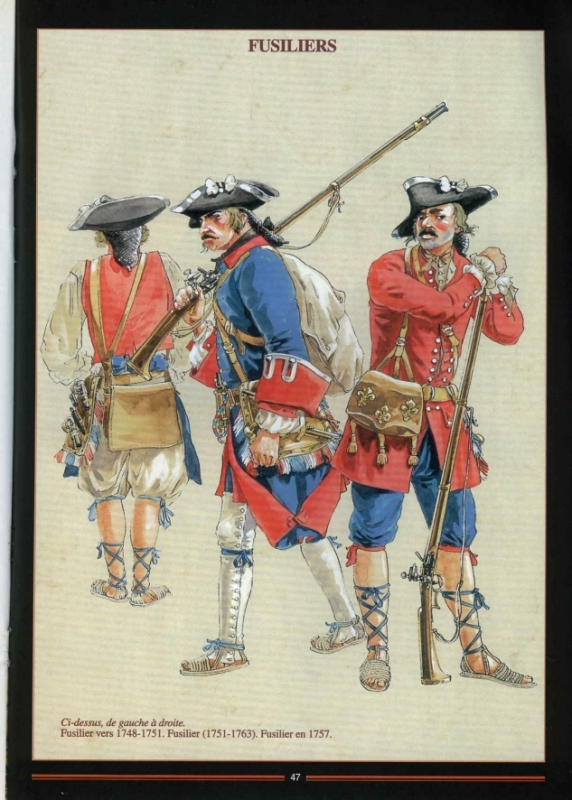 FUSILIERS
Ci-dessus, de gauche à droite.
Fusilier vers 1748-1751. Fusilier (1751-1763). Fusilier en 1757.
47